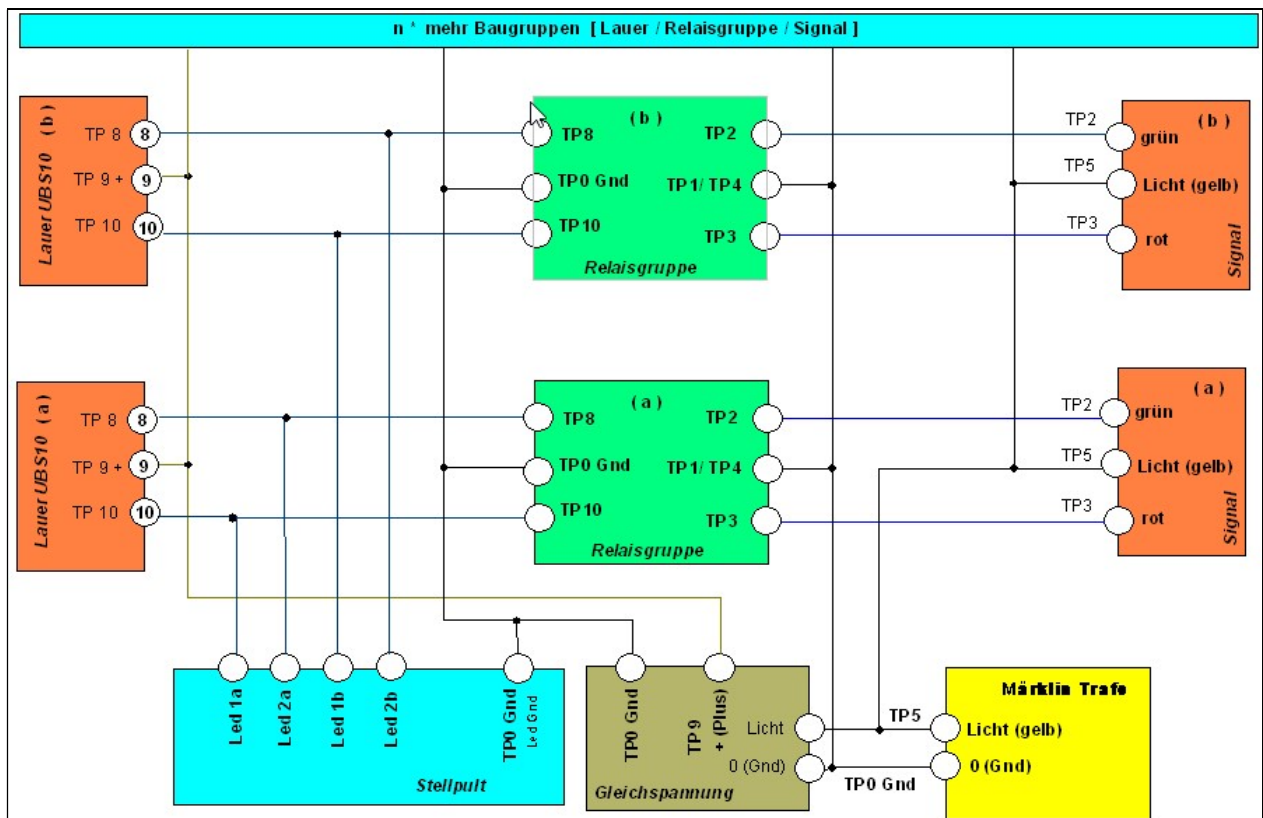 n * mehr Baugruppen [ Lauer / Relaisgruppe / Signal ]
Lauer UBS10 ( b )
TP 8 8
TP 9 + 9
TP 10 10
( b )
TP8
TP0 Gnd
TP10
TP2
TP1/ TP4
TP3
Relaisgruppe
TP2
TP5
TP3
( b )
grün
Licht (gelb)
rot
Signal
Lauer UBS10 ( a )
TP 8 8
TP 9 + 9
TP 10 10
( a )
TP8
TP0 Gnd
TP10
TP2
TP1/ TP4
TP3
Relaisgruppe
TP2
TP5
TP3
( a )
grün
Licht (gelb)
rot
Signal
Led 1a
Led 2a
Led 1b
Led 2b
TP0 Gnd
Led Gnd
Stellpult
TP0 Gnd
TP9
+ (Plus)
Licht
0 (Gnd)
Gleichspannung
TP5
TP0 Gnd
Märklin Trafo
Licht (gelb)
0 (Gnd)